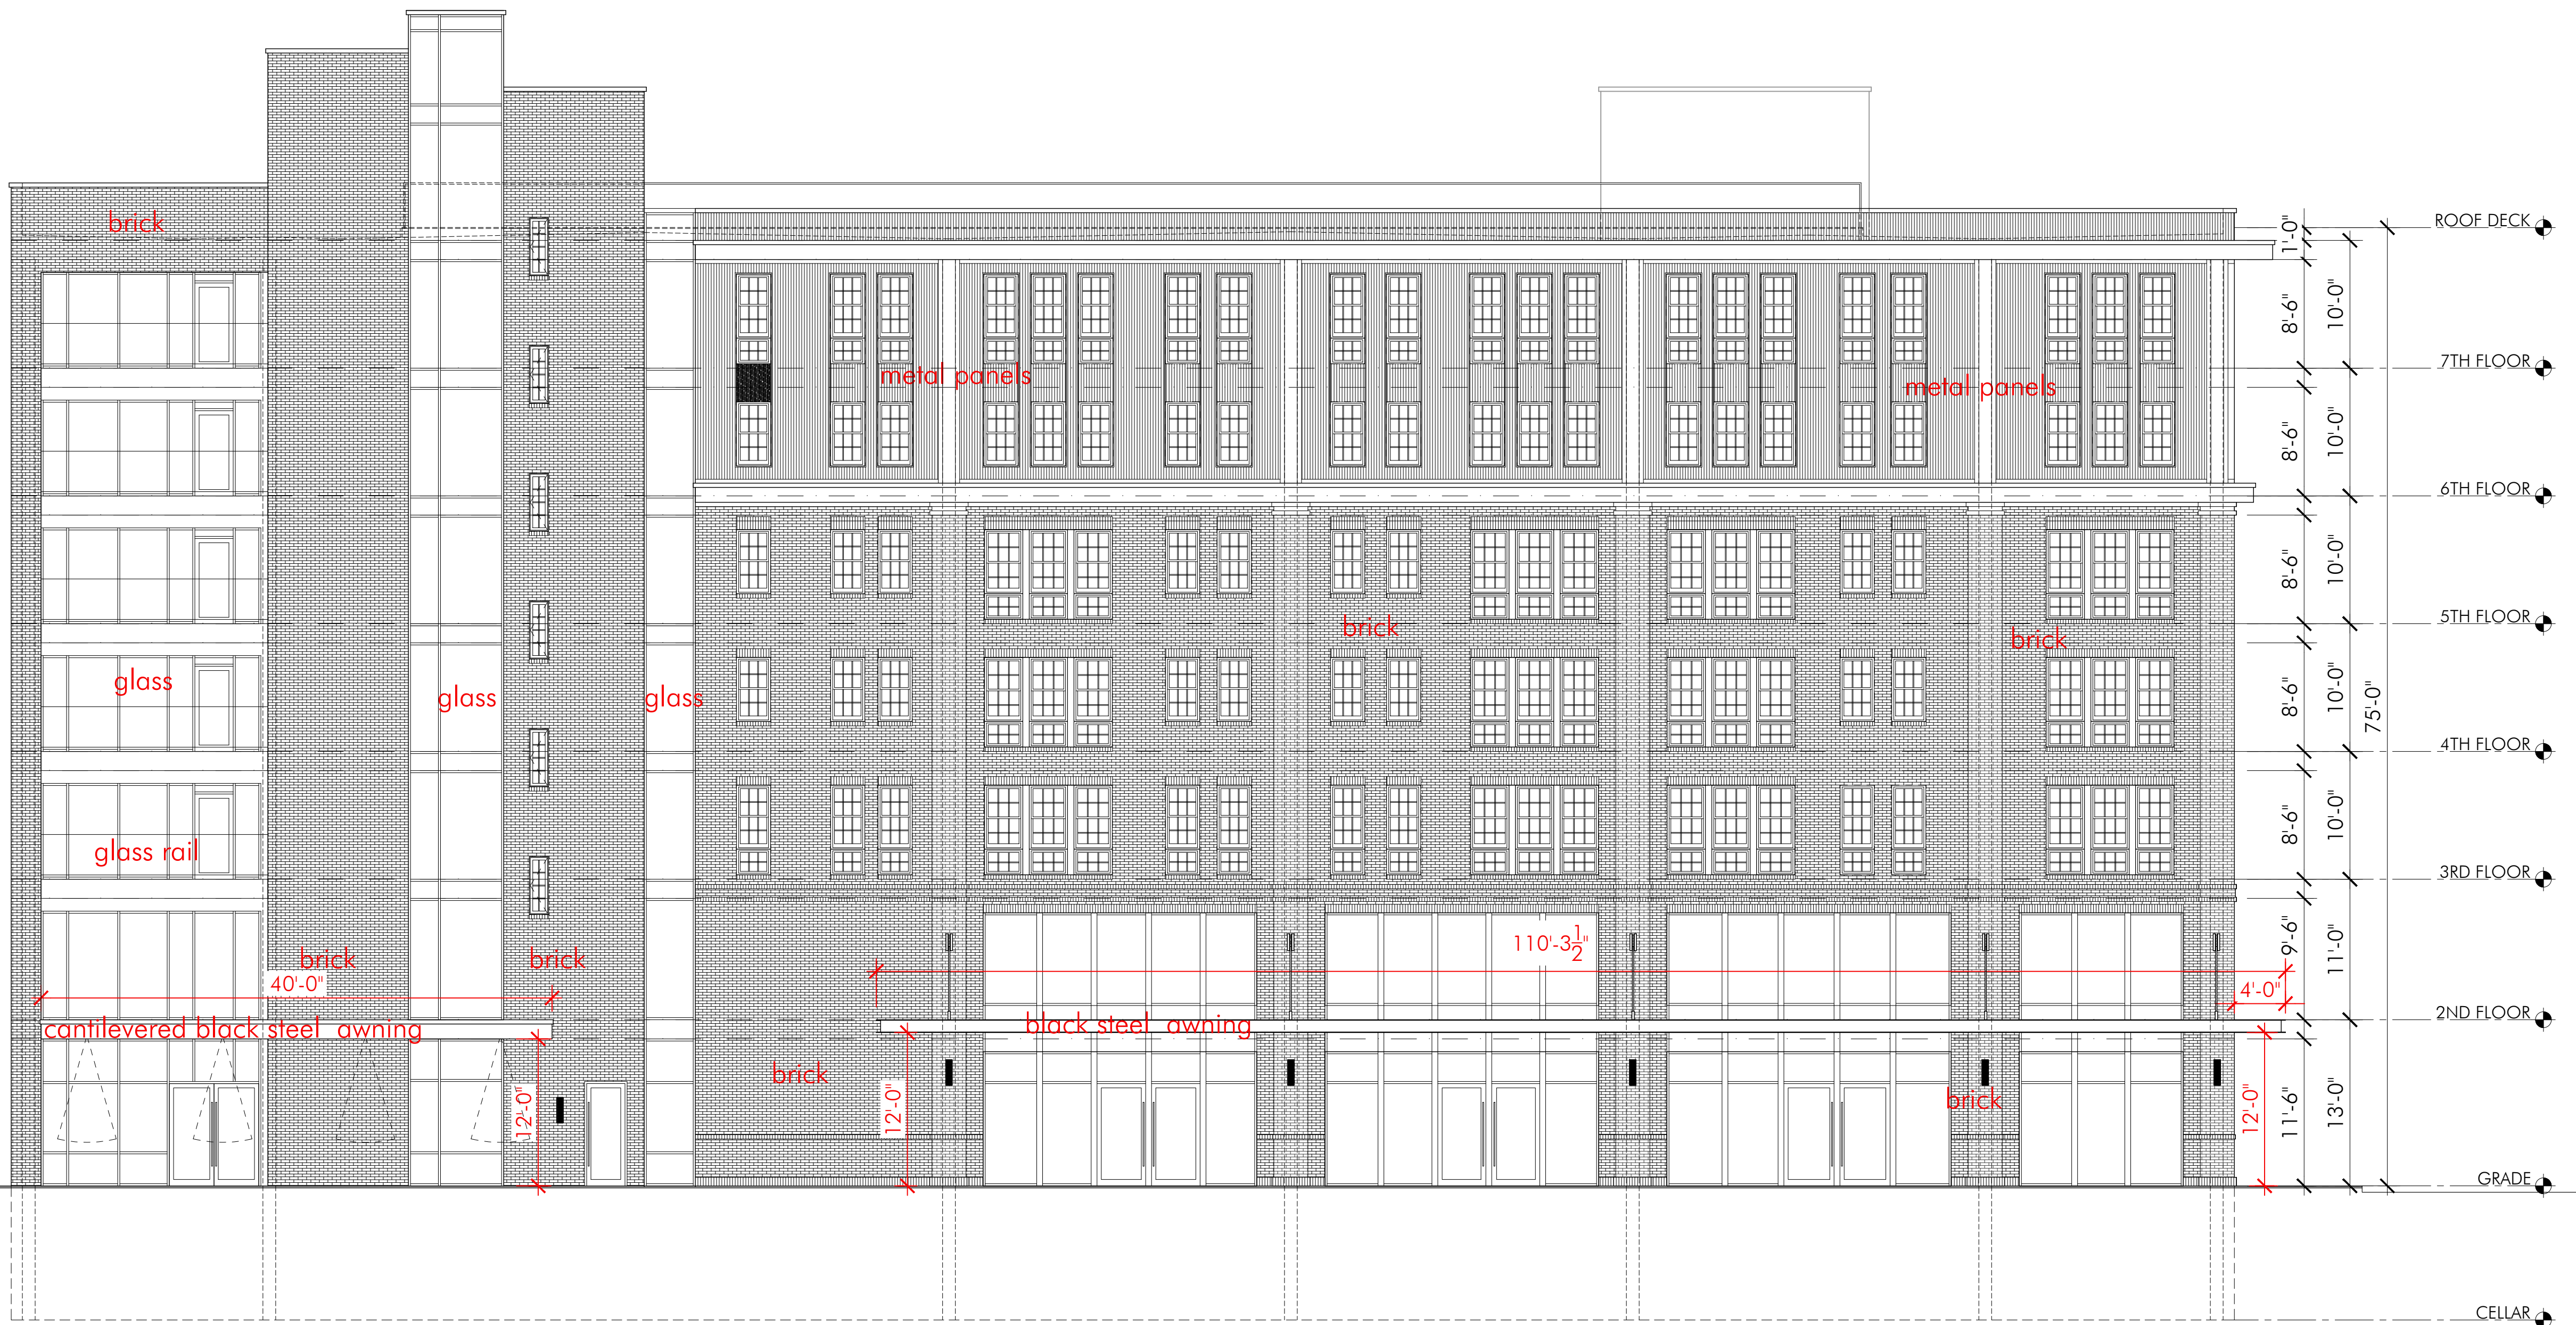 ROOF DECK
1'-0"
brick
8'-6"
10'-0"
7TH FLOOR
metal panels
metal panels
8'-6"
10'-0"
6TH FLOOR
8'-6"
10'-0"
5TH FLOOR
brick
brick
glass
glass
glass
8'-6"
10'-0"
75'-0"
4TH FLOOR
glass rail
8'-6"
10'-0"
3RD FLOOR
brick
brick
110'-3 1/2"
9'-6"
11'-0"
40'-0"
4'-0"
2ND FLOOR
cantilevered black steel awning
black steel awning
brick
brick
12'-0"
12'-0"
12'-0"
11'-6"
13'-0"
GRADE
CELLAR